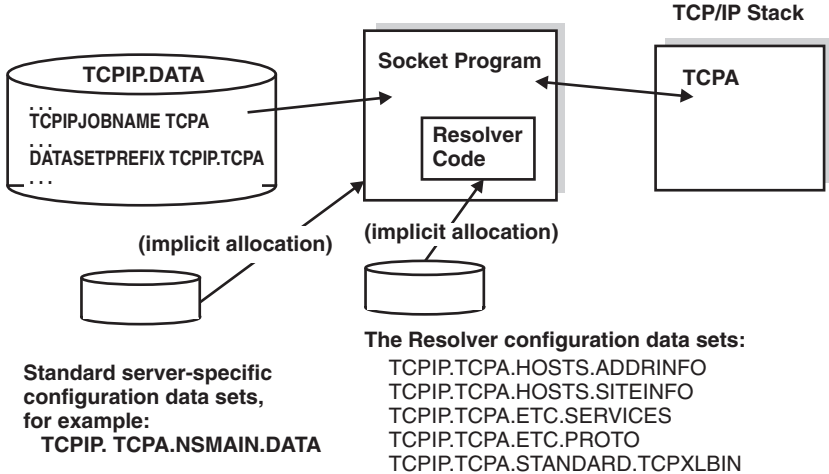 TCP/IP Stack
TCPIP.DATA
. . .
TCPIPJOBNAME TCPA
. . .
DATASETPREFIX TCPIP.TCPA
. . .
Socket Program
Resolver
Code
TCPA
(implicit allocation)
(implicit allocation)
Standard server-specific
configuration data sets,
for example:
TCPIP. TCPA.NSMAIN.DATA
The Resolver configuration data sets:
TCPIP.TCPA.HOSTS.ADDRINFO
TCPIP.TCPA.HOSTS.SITEINFO
TCPIP.TCPA.ETC.SERVICES
TCPIP.TCPA.ETC.PROTO
TCPIP.TCPA.STANDARD.TCPXLBIN